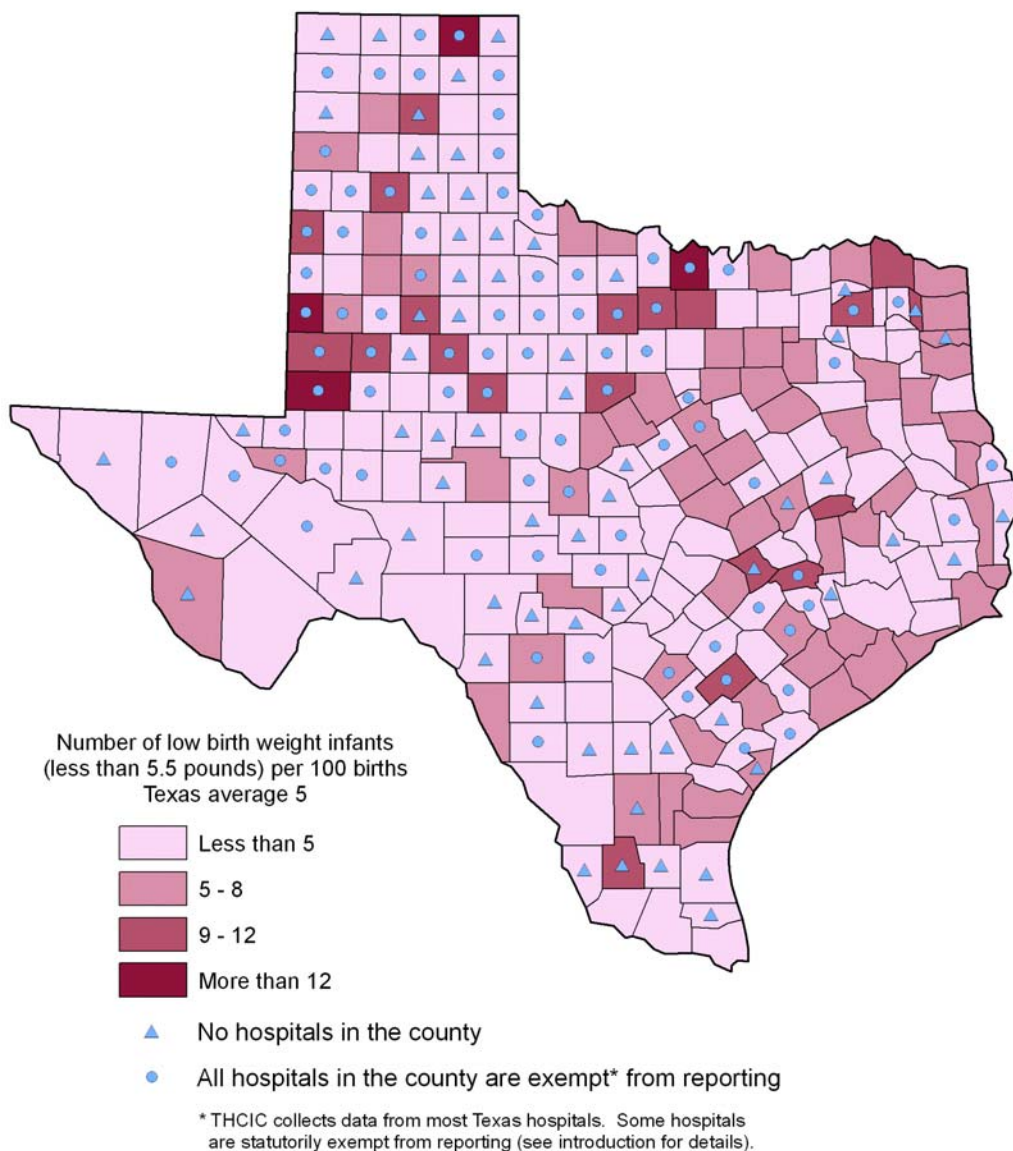 Number of low birth weight infants
(less than 5.5 pounds) per 100 births
Texas average 5
Less than 5
5 - 8
9 - 12
More than 12
No hospitals in the county
All hospitals in the county are exempt* from reporting
* THCIC collects data from most Texas hospitals. Some hospitals
are statutorily exempt from reporting (see introduction for details).